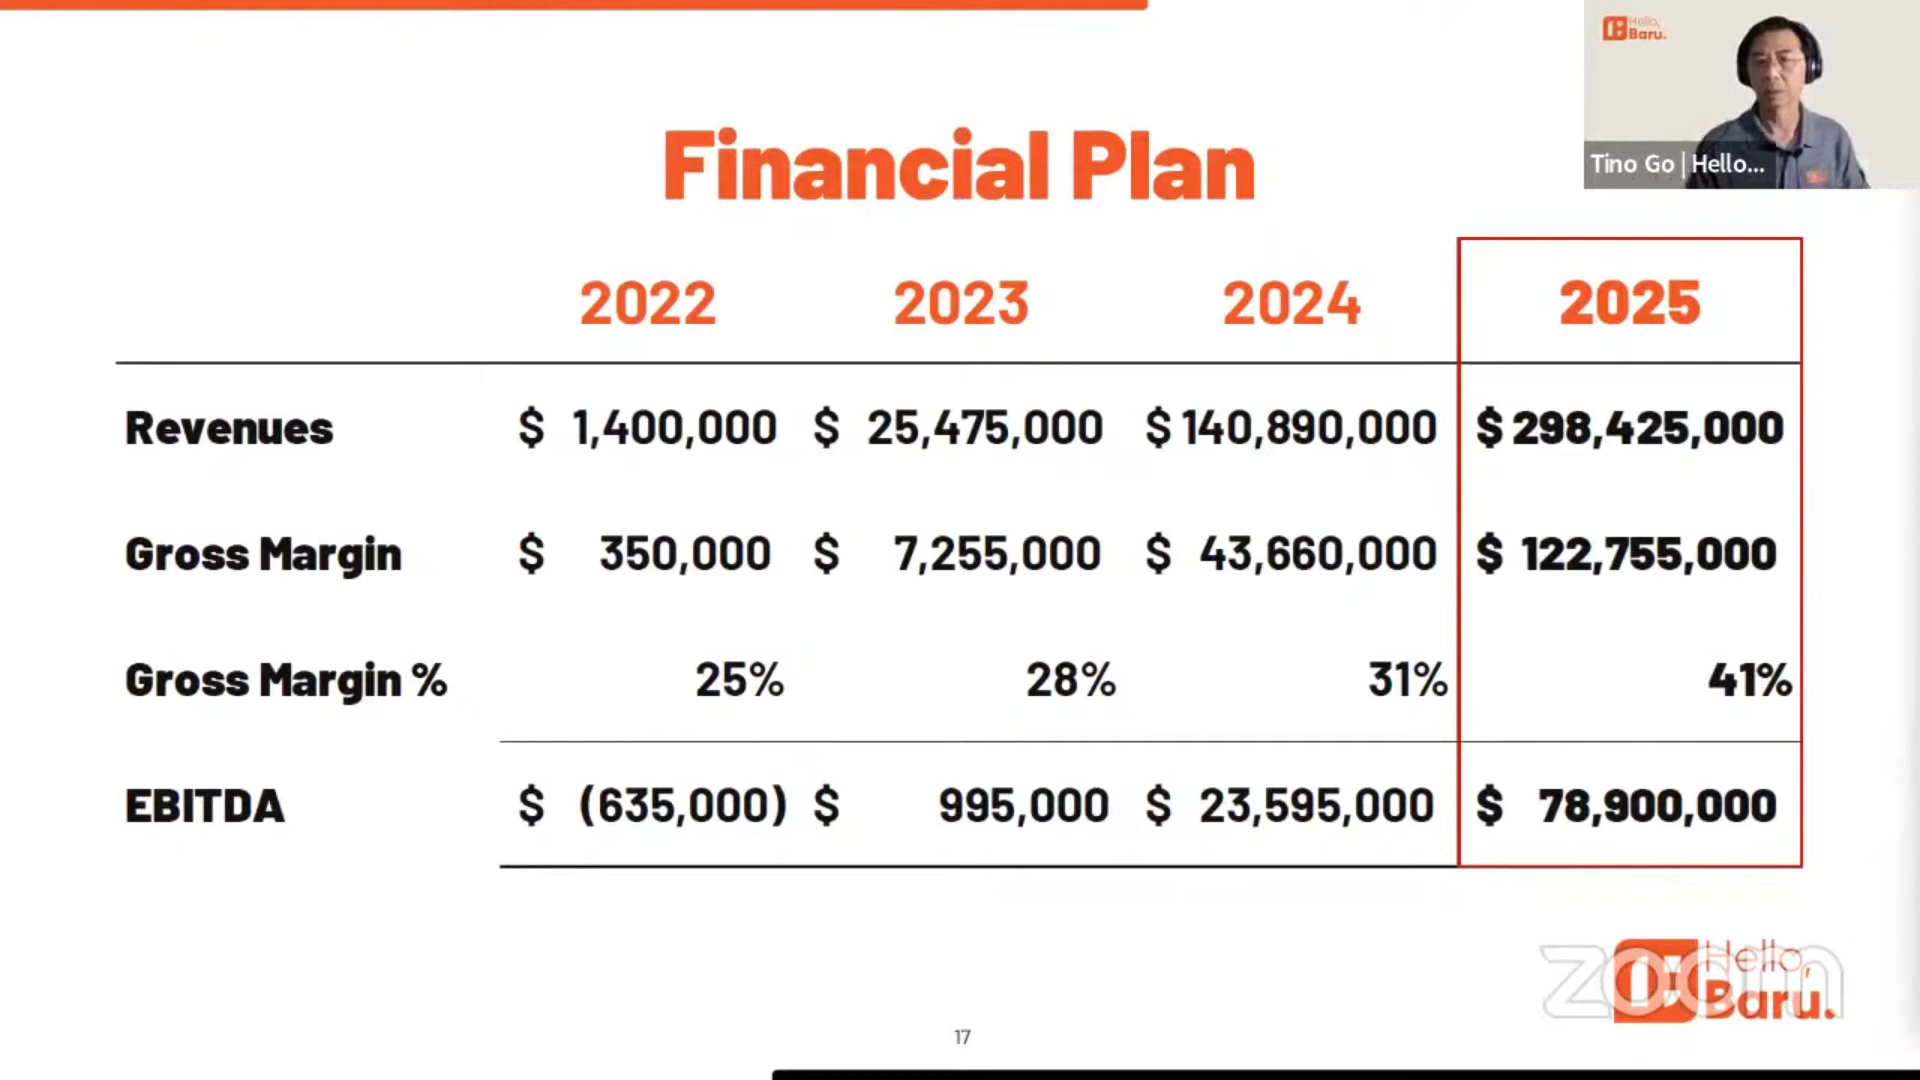 Hello,
Baru.
Tino Go | Hello...
Financial Plan
2022 2023 2024 2025
Revenues $ 1,400,000 $ 25,475,000 $ 140,890,000 $ 298,425,000
Gross Margin $ 350,000 $ 7,255,000 $ 43,660,000 $ 122,755,000
Gross Margin % 25% 28% 31% 41%
EBITDA $ (635,000) $ 995,000 $ 23,595,000 $ 78,900,000
zoom
Hello,
Baru.
17